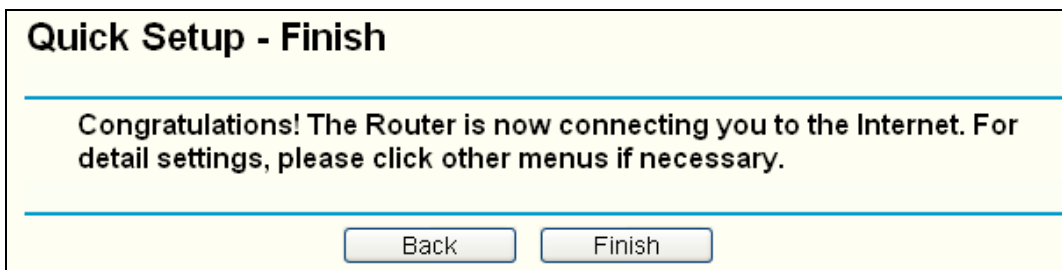 Quick Setup - Finish
Congratulations! The Router is now connecting you to the Internet. For
detail settings, please click other menus if necessary.
Back
Finish